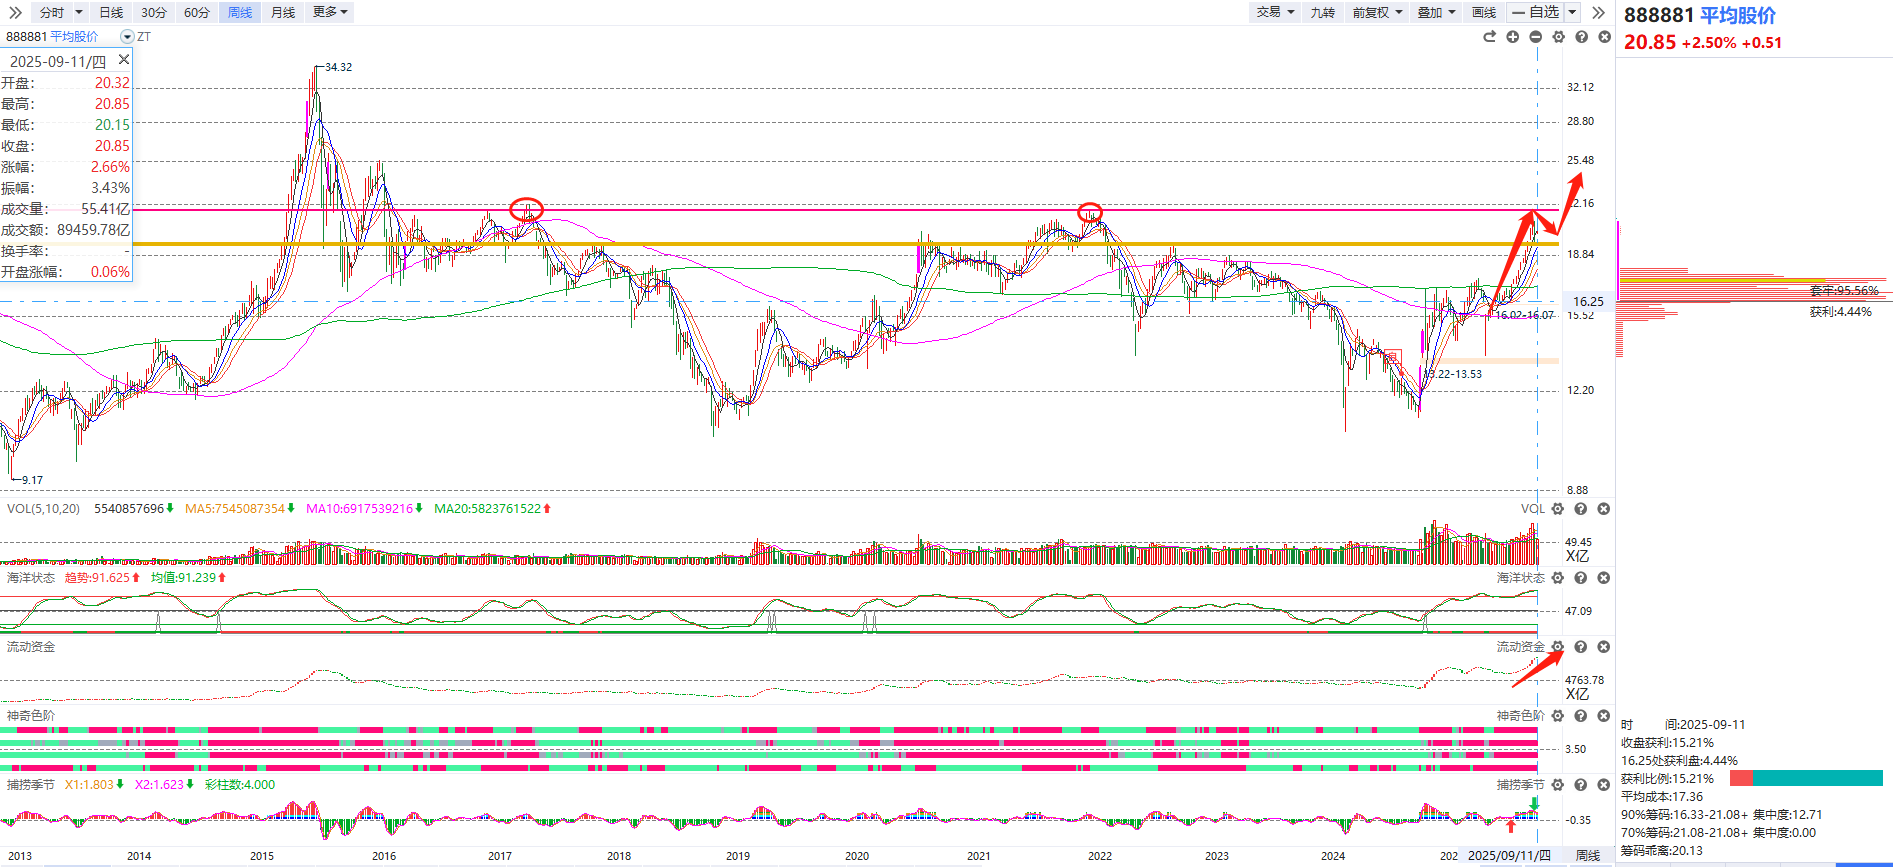 分时 日线 30分 60分 周线 月线 更多 交易 九转 前复权 叠加 画线 一自选
888881 平均股价
20.85 +2.50% +0.51
888881 平均股价 ZT
2025-09-11/四
开盘: 20.32
最高: 20.85
最低: 20.15
收盘: 20.85
涨幅: 2.66%
振幅: 3.43%
成交量: 55.41亿
成交额: 89459.78亿
换手率: -
开盘涨幅: 0.06%
34.32
32.12
28.80
25.48
22.16
18.84
16.25
15.52
12.20
8.88
16.02-16.07
13.22-13.53
9.17
套牢:95.56%
获利:4.44%
VOL(5,10,20) 5540857696 MA5:7545087354 MA10:6917539216 MA20:5823761522 VOL
49.45
X亿
海洋状态 趋势:91.625 均值:91.239 海洋状态
47.09
流动资金 流动资金
4763.78
X亿
神奇色阶 神奇色阶
3.50
捕捞季节 X1:1.803 X2:1.623 彩柱数:4.000 捕捞季节
-0.35
2013 2014 2015 2016 2017 2018 2019 2020 2021 2022 2023 2024 202 2025/09/11/四 周线
时 间:2025-09-11
收盘获利:15.21%
16.25处获利盘:4.44%
获利比例:15.21%
平均成本:17.36
90%筹码:16.33-21.08+ 集中度:12.71
70%筹码:21.08-21.08+ 集中度:0.00
筹码乖离:20.13